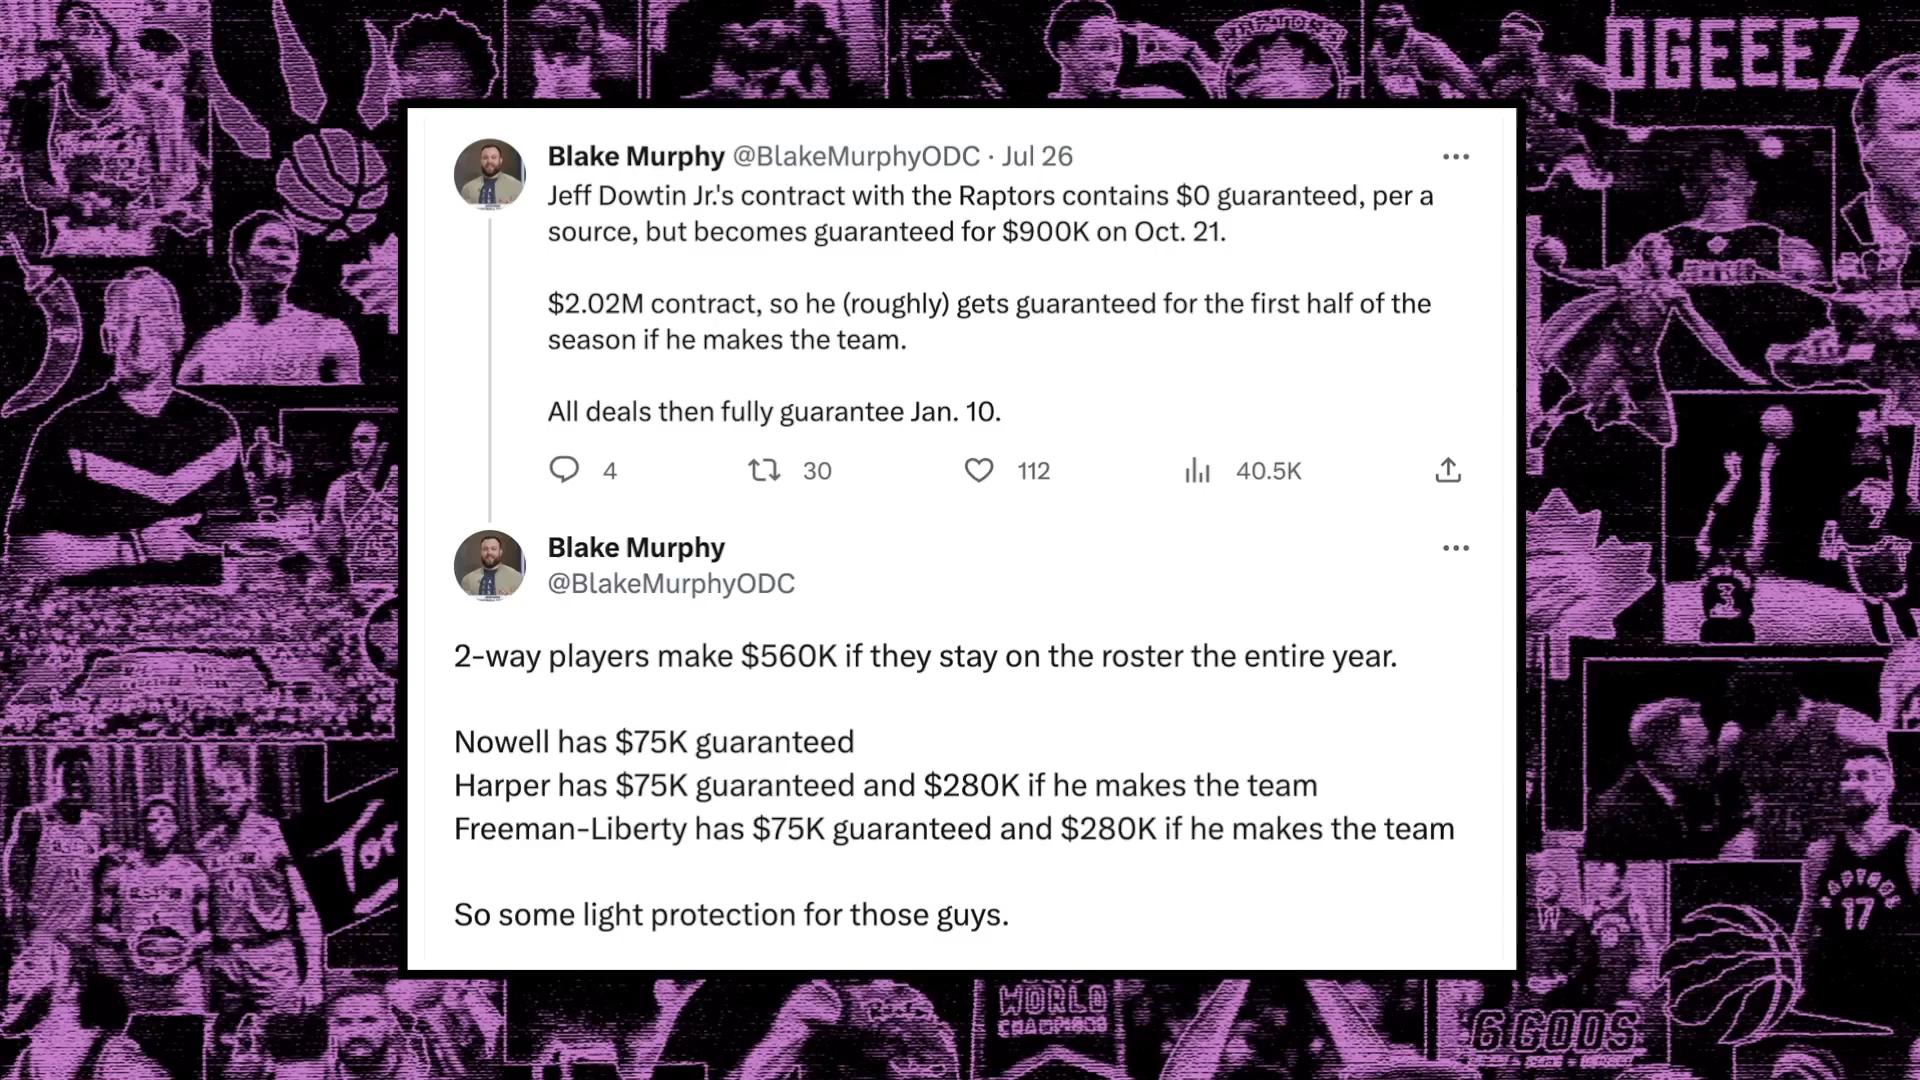 OGEEEZ
Blake Murphy @BlakeMurphyODC · Jul 26
Jeff Dowtin Jr.'s contract with the Raptors contains $0 guaranteed, per a
source, but becomes guaranteed for $900K on Oct. 21.
$2.02M contract, so he (roughly) gets guaranteed for the first half of the
season if he makes the team.
All deals then fully guarantee Jan. 10.
4 30 112 40.5K
Blake Murphy
@BlakeMurphyODC
2-way players make $560K if they stay on the roster the entire year.
Nowell has $75K guaranteed
Harper has $75K guaranteed and $280K if he makes the team
Freeman-Liberty has $75K guaranteed and $280K if he makes the team
So some light protection for those guys.
17
WORLD
CHAMPIONS
6GODS